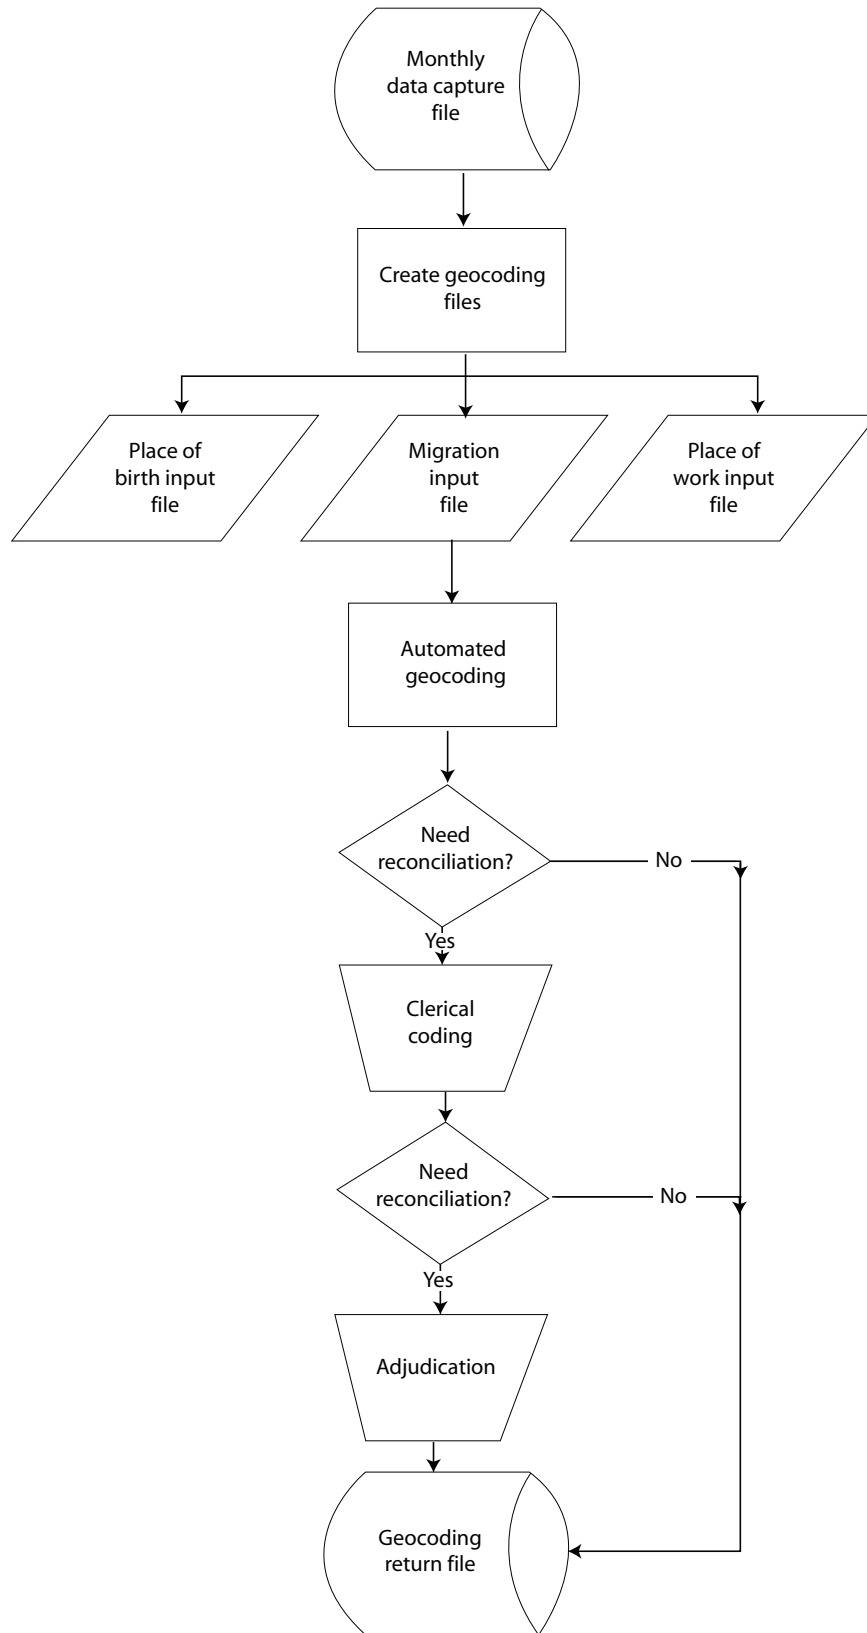 Monthly
data capture
file
Create geocoding
files
Place of
birth input
file
Migration
input
file
Place of
work input
file
Automated
geocoding
Need
reconciliation?
No
Yes
Clerical
coding
Need
reconciliation?
No
Yes
Adjudication
Geocoding
return file